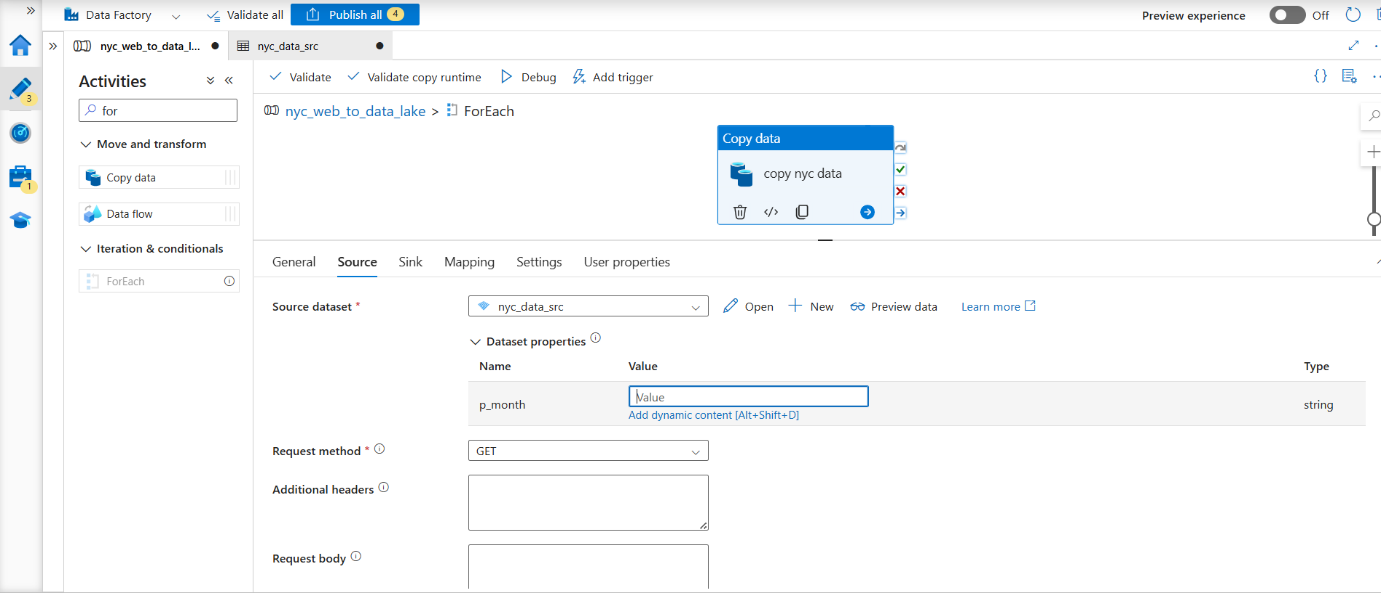 Data Factory
Validate all
Publish all 4
Preview experience
Off
nyc_web_to_data_l...
nyc_data_src
3
1
Activities
for
Move and transform
Copy data
Data flow
Iteration & conditionals
ForEach
Validate
Validate copy runtime
Debug
Add trigger
{}
nyc_web_to_data_lake > ForEach
Copy data
copy nyc data
General
Source
Sink
Mapping
Settings
User properties
Source dataset *
nyc_data_src
Open
New
Preview data
Learn more
Dataset properties
Name
Value
Type
p_month
Value
string
Add dynamic content [Alt+Shift+D]
Request method *
GET
Additional headers
Request body